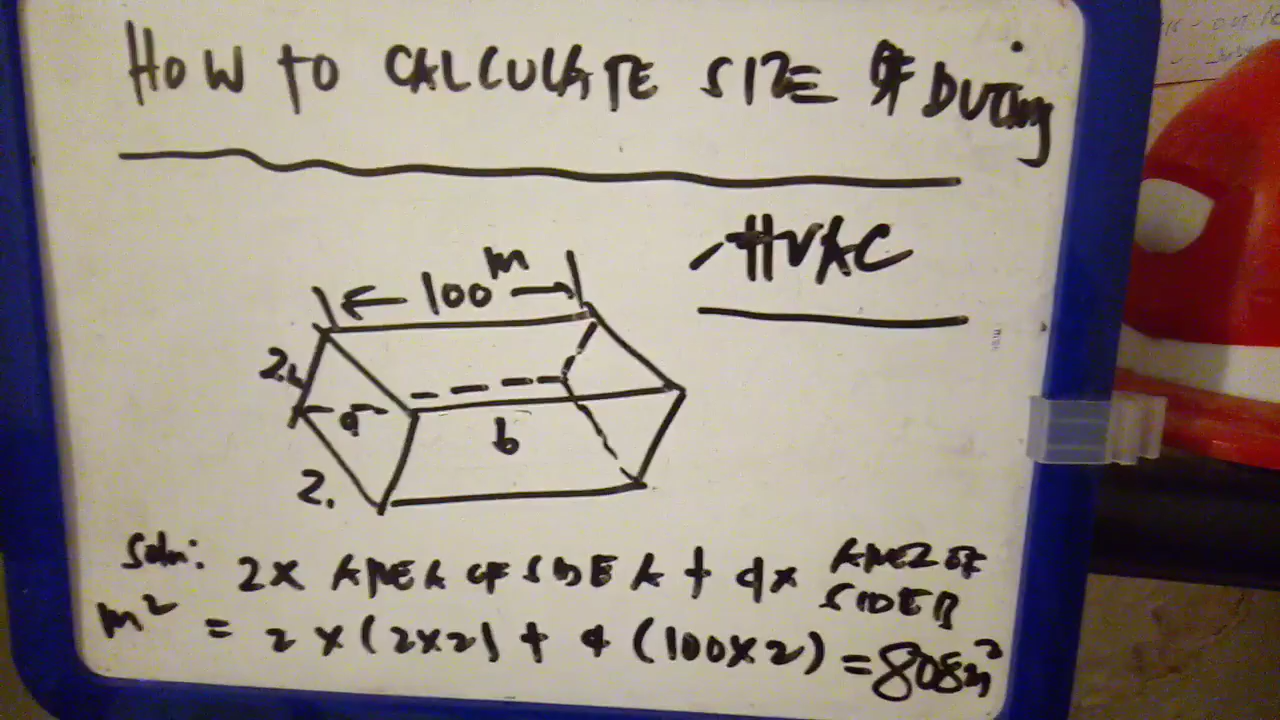 HOW TO CALCULATE SIZE OF DUCTING
HVAC
100 m
2.
a
b
2.
Soln: 2x AREA OF SIDE A + 4x AREA OF SIDE B
m² = 2 x (2x2) + 4 (100x2) = 808m²